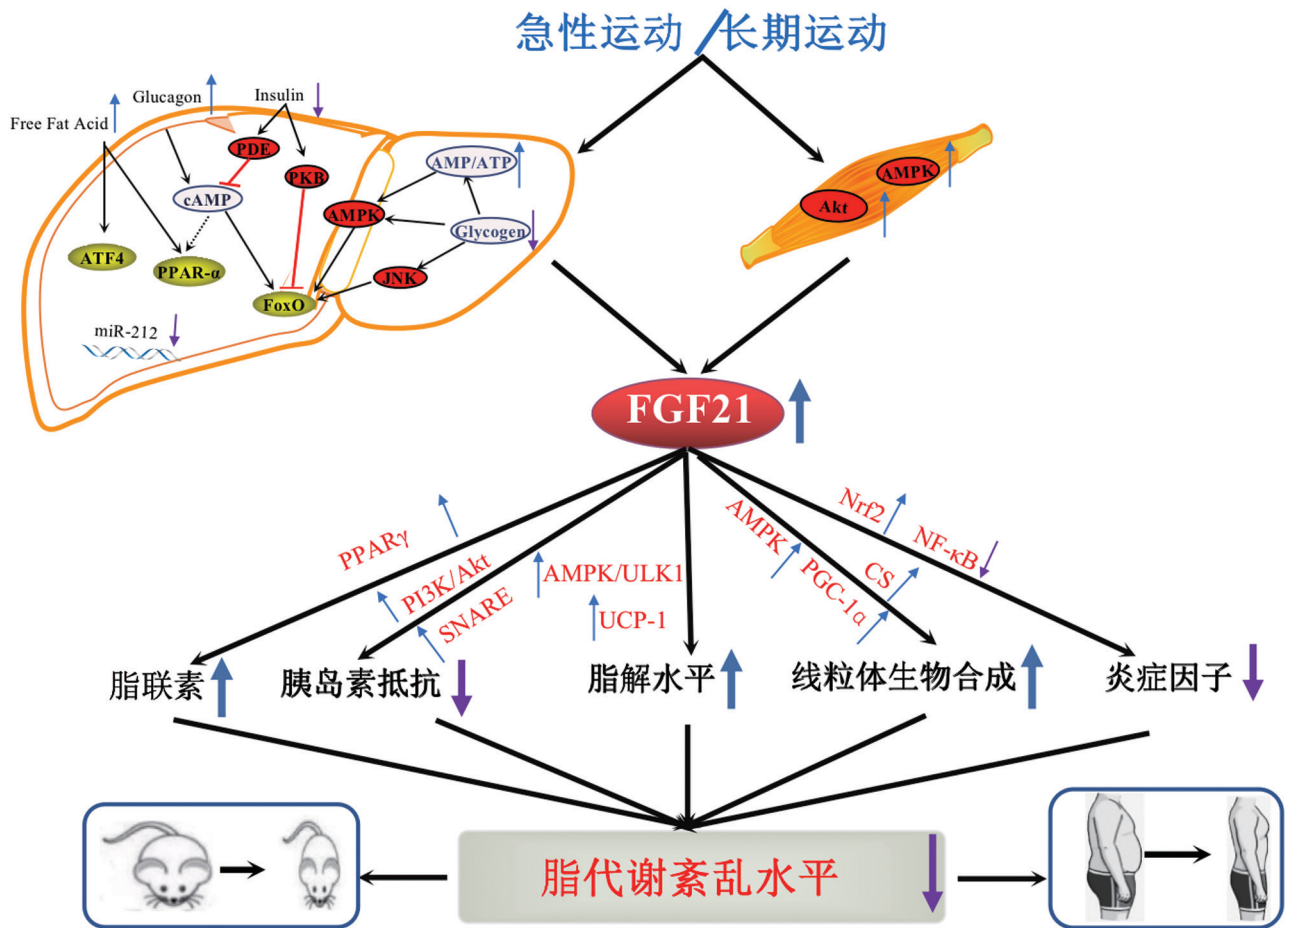 急性运动/长期运动
Glucagon
Insulin
Free Fat Acid
PDE
AMP/ATP
PKB
cAMP
AMPK
Glycogen
ATF4
PPAR-α
JNK
FoxO
miR-212
AMPK
Akt
FGF21
PPARγ
PI3K/Akt
SNARE
AMPK/ULK1
UCP-1
AMPK
PGC-1α
CS
Nrf2
NF-κB
脂联素
胰岛素抵抗
脂解水平
线粒体生物合成
炎症因子
脂代谢紊乱水平